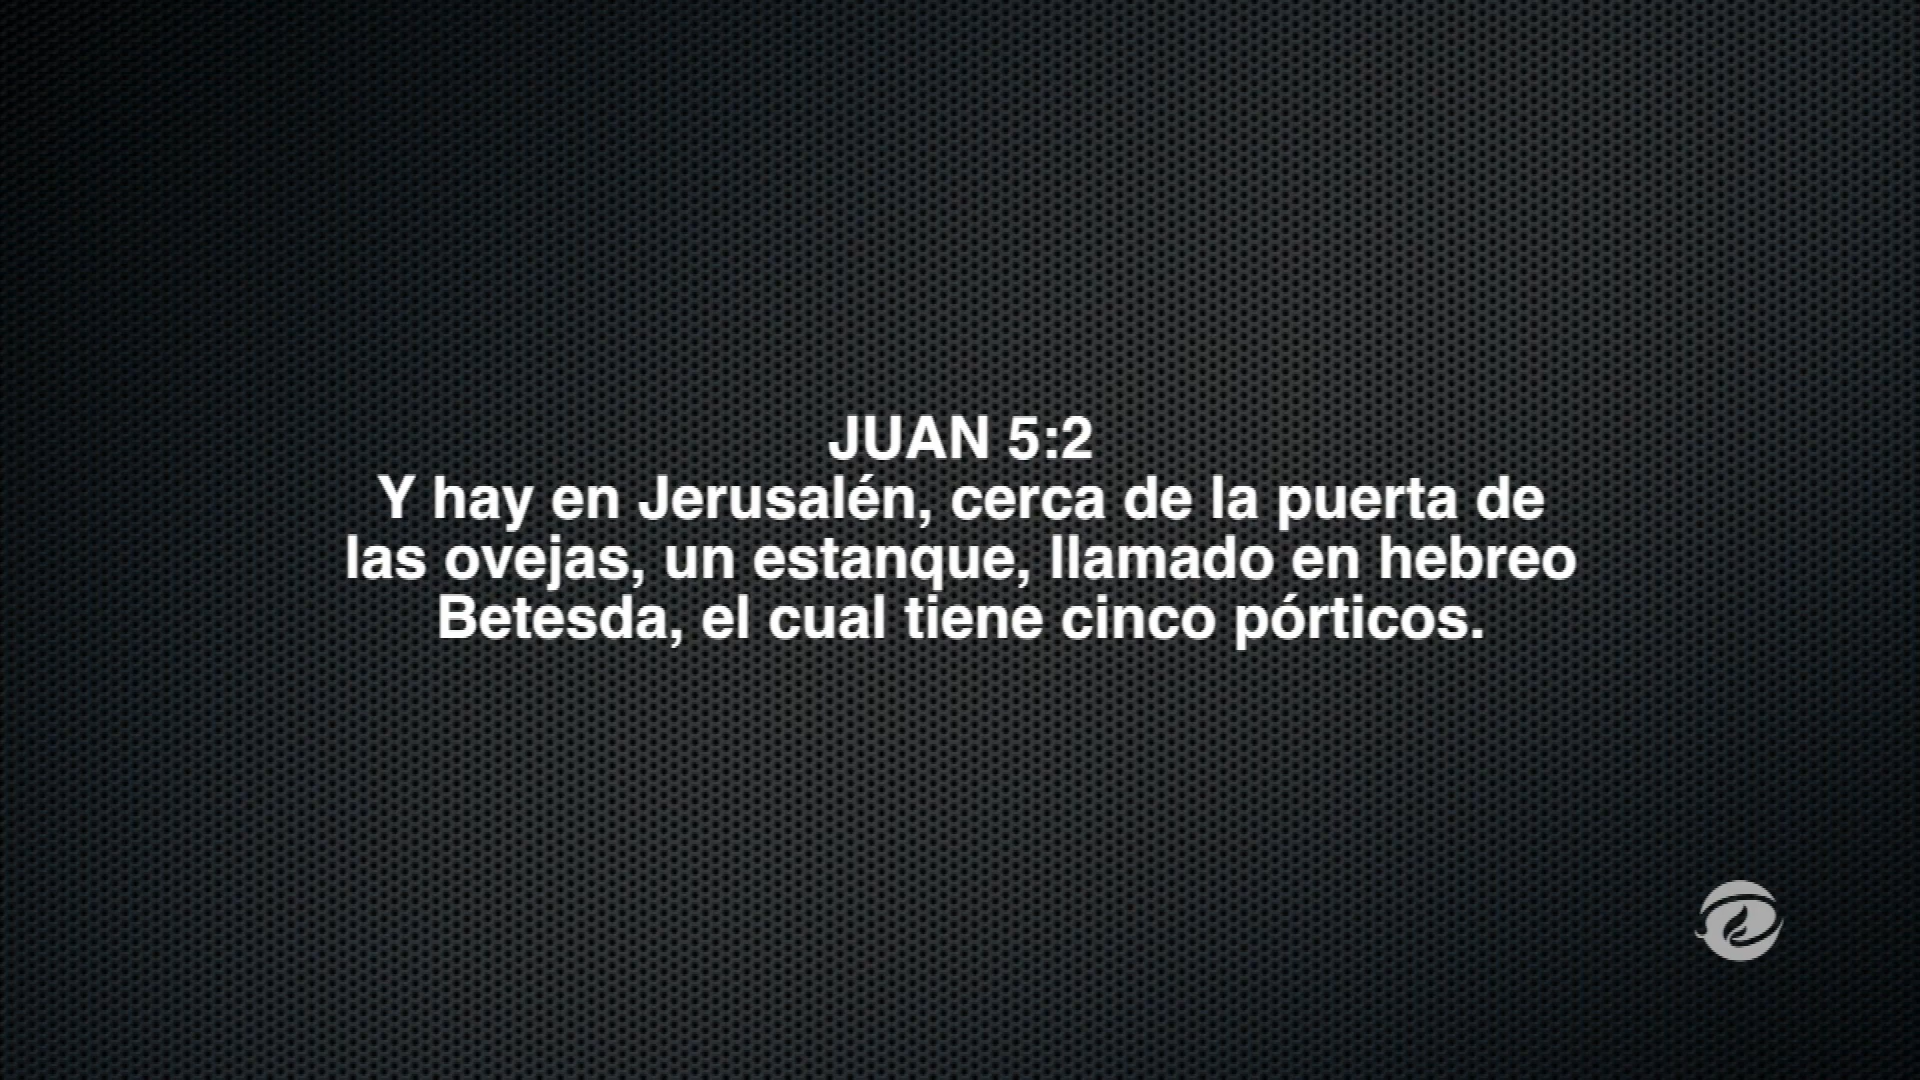 JUAN 5:2
Y hay en Jerusalén, cerca de la puerta de
las ovejas, un estanque, llamado en hebreo
Betesda, el cual tiene cinco pórticos.